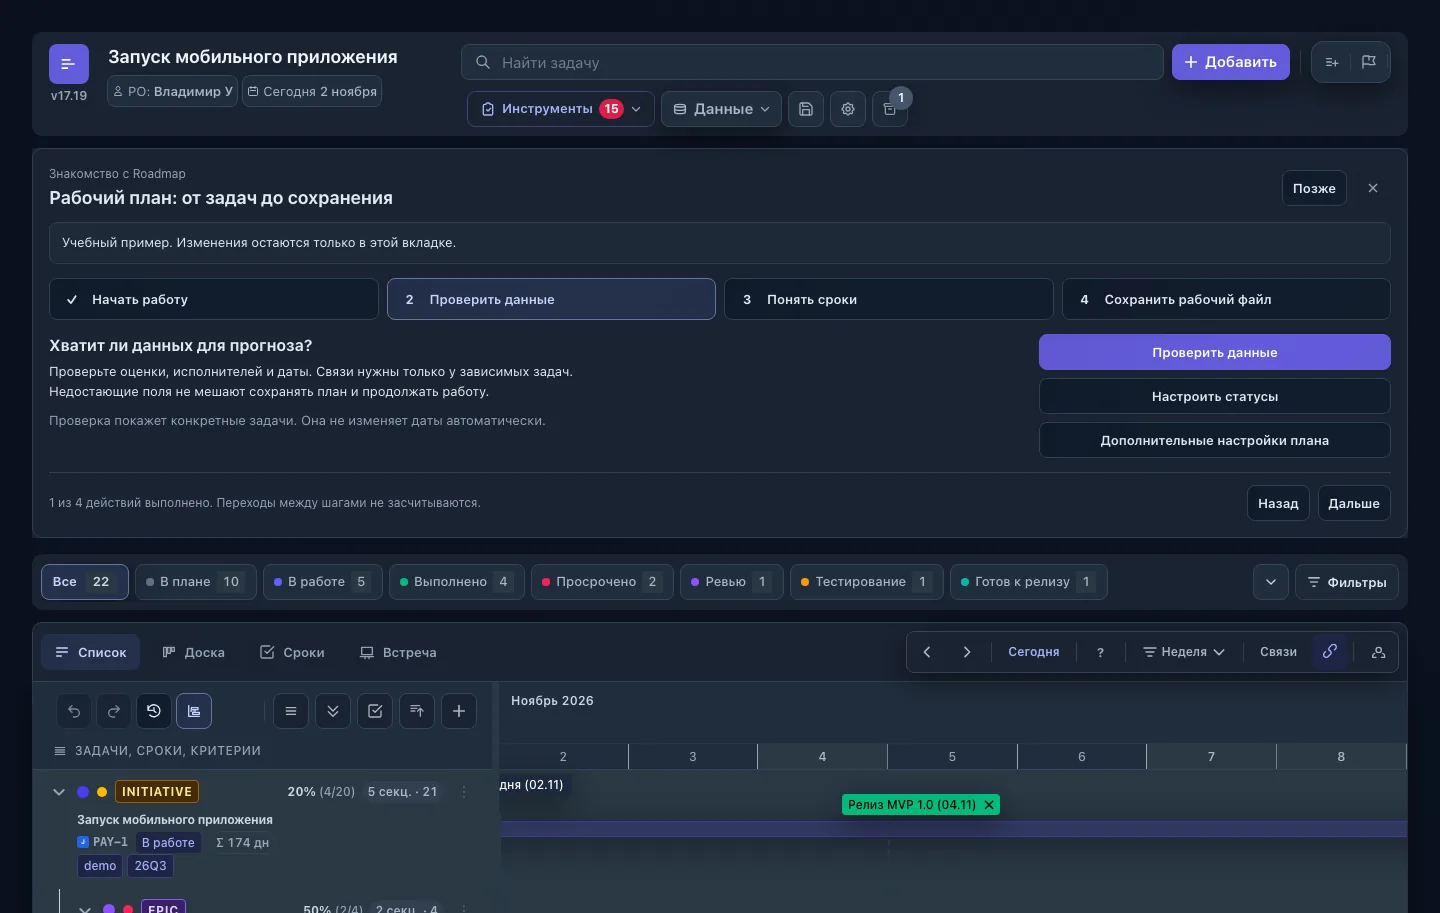 Запуск мобильного приложения
v17.19
PO: Владимир У
Сегодня 2 ноября
Найти задачу
Добавить
Инструменты 15
Данные
1
Знакомство с Roadmap
Рабочий план: от задач до сохранения
Позже
Учебный пример. Изменения остаются только в этой вкладке.
Начать работу
2 Проверить данные
3 Понять сроки
4 Сохранить рабочий файл
Хватит ли данных для прогноза?
Проверьте оценки, исполнителей и даты. Связи нужны только у зависимых задач.
Недостающие поля не мешают сохранять план и продолжать работу.
Проверка покажет конкретные задачи. Она не изменяет даты автоматически.
Проверить данные
Настроить статусы
Дополнительные настройки плана
1 из 4 действий выполнено. Переходы между шагами не засчитываются.
Назад
Дальше
Все 22
В плане 10
В работе 5
Выполнено 4
Просрочено 2
Ревью 1
Тестирование 1
Готов к релизу 1
Фильтры
Список
Доска
Сроки
Встреча
Сегодня
?
Неделя
Связи
Ноябрь 2026
ЗАДАЧИ, СРОКИ, КРИТЕРИИ
2 3 4 5 6 7 8
INITIATIVE
20% (4/20)
5 секц. · 21
дня (02.11)
Релиз MVP 1.0 (04.11)
Запуск мобильного приложения
PAY-1
В работе
Σ 174 дн
demo
26Q3
EPIC
50% (2/4)
2 секц. · 4